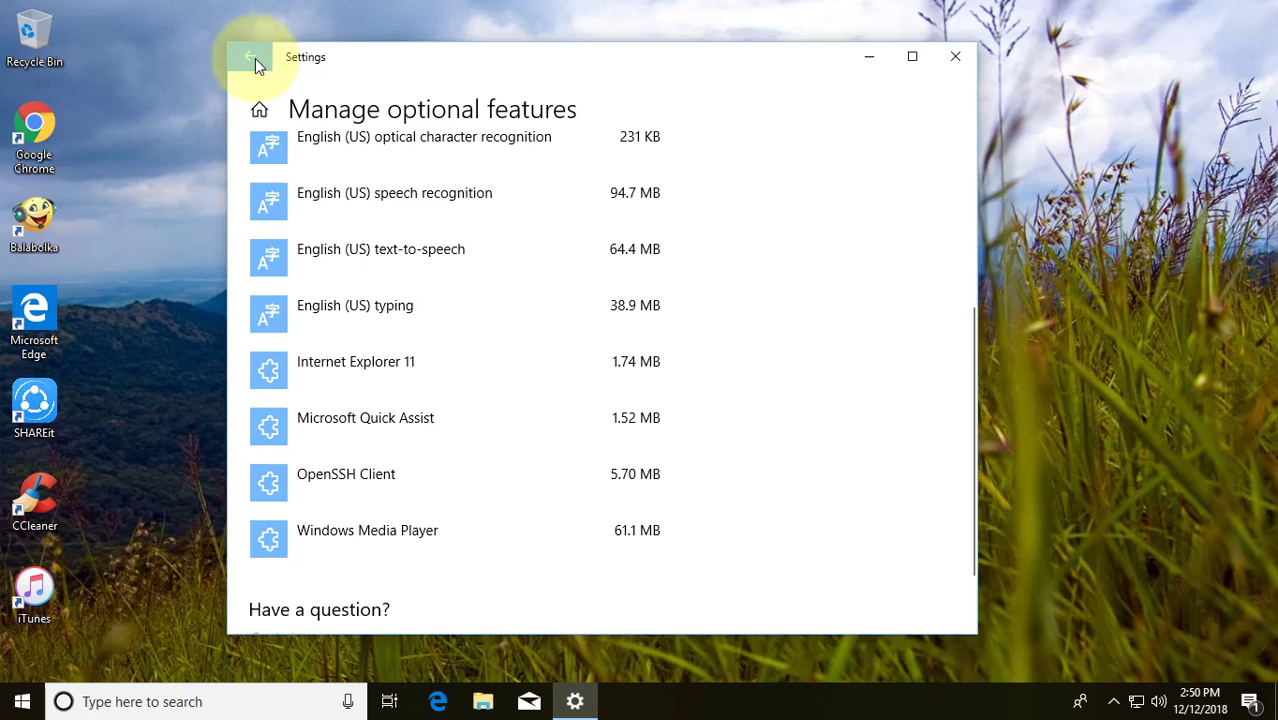 Recycle Bin
Google
Chrome
Balabolka
Microsoft
Edge
SHAREit
CCleaner
iTunes
Settings
Manage optional features
English (US) optical character recognition 231 KB
English (US) speech recognition 94.7 MB
English (US) text-to-speech 64.4 MB
English (US) typing 38.9 MB
Internet Explorer 11 1.74 MB
Microsoft Quick Assist 1.52 MB
OpenSSH Client 5.70 MB
Windows Media Player 61.1 MB
Have a question?
Type here to search
2:50 PM
12/12/2018
1